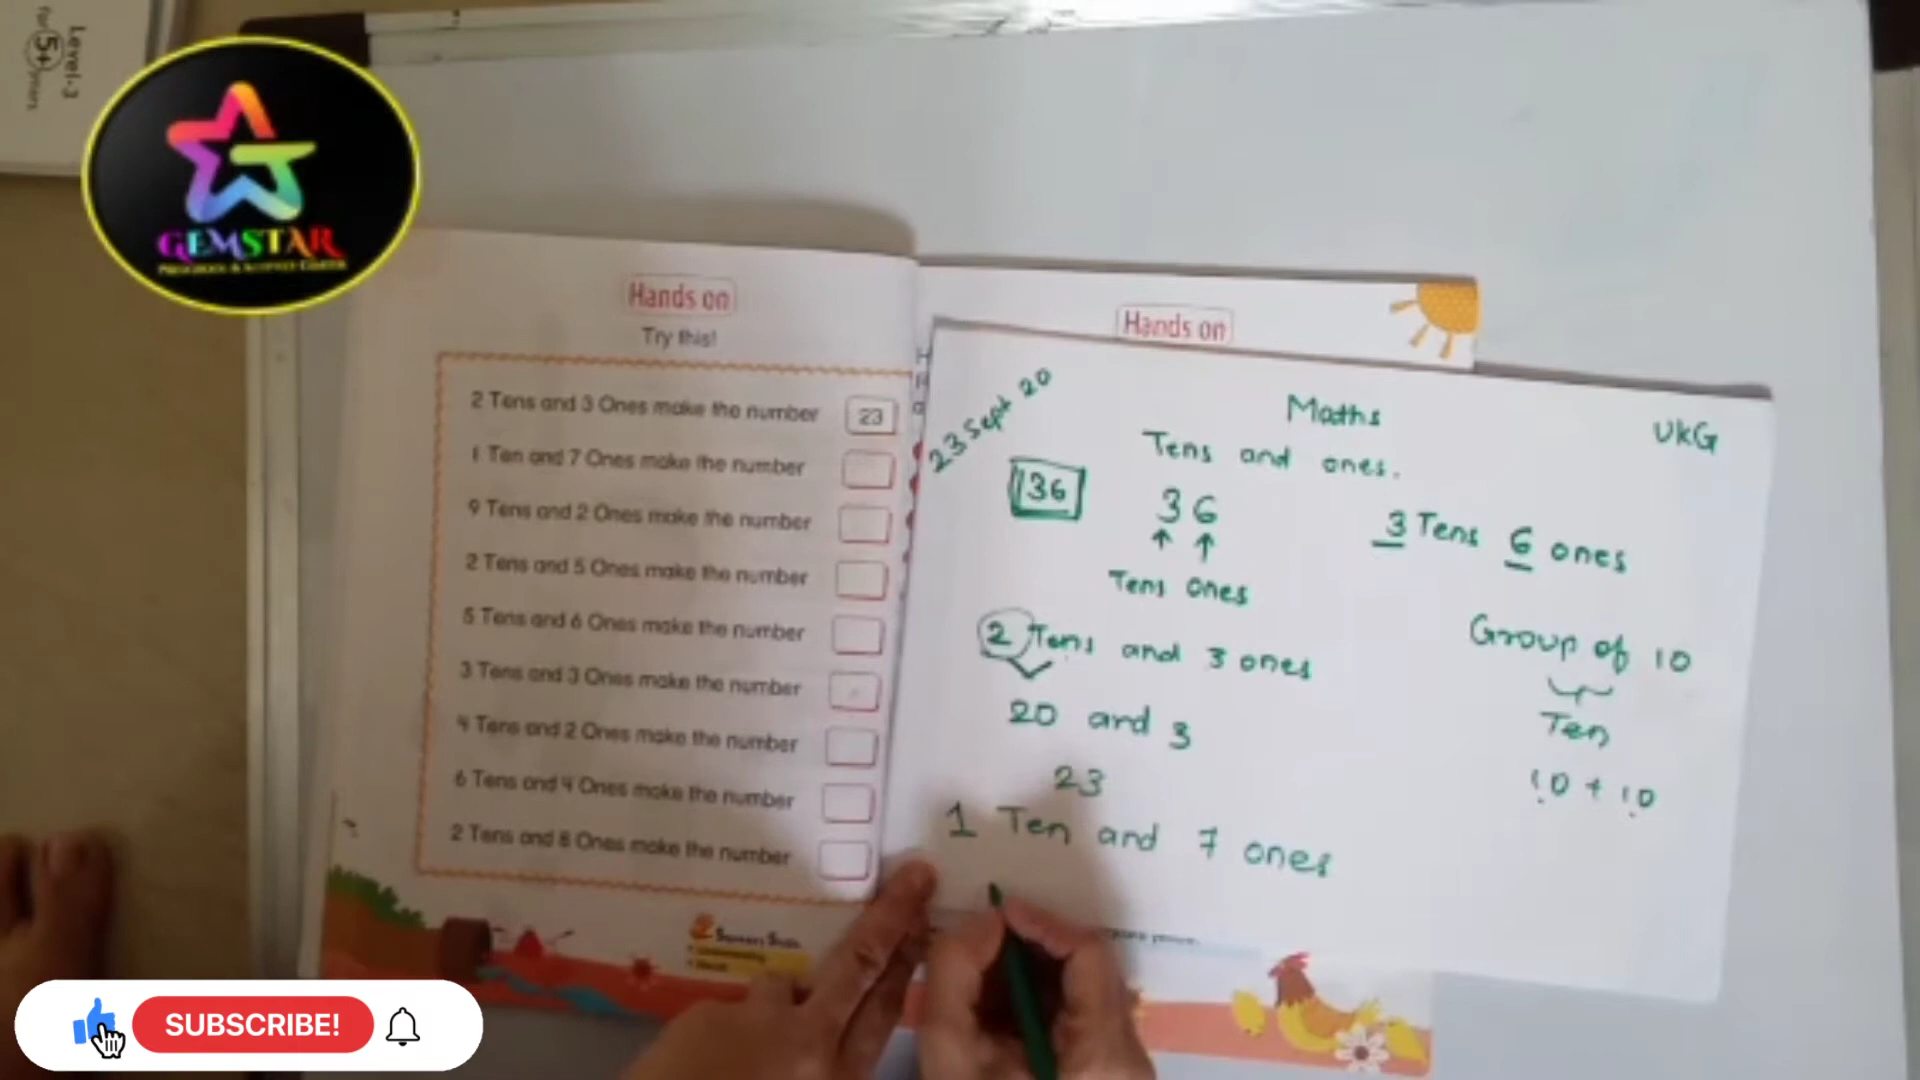 Level-3
for 5+ years
GEMSTAR
PRESCHOOL & ACTIVITY CENTER
Hands on
Try this!
2 Tens and 3 Ones make the number 23
1 Ten and 7 Ones make the number
9 Tens and 2 Ones make the number
2 Tens and 5 Ones make the number
5 Tens and 6 Ones make the number
3 Tens and 3 Ones make the number
4 Tens and 2 Ones make the number
6 Tens and 4 Ones make the number
2 Tens and 8 Ones make the number
Hands on
23 Sept 20
Maths
UKG
Tens and ones.
36
36
3 Tens 6 ones
Tens Ones
2 Tens and 3 ones
Group of 10
20 and 3
Ten
23
10 + 10
1 Ten and 7 ones
SUBSCRIBE!